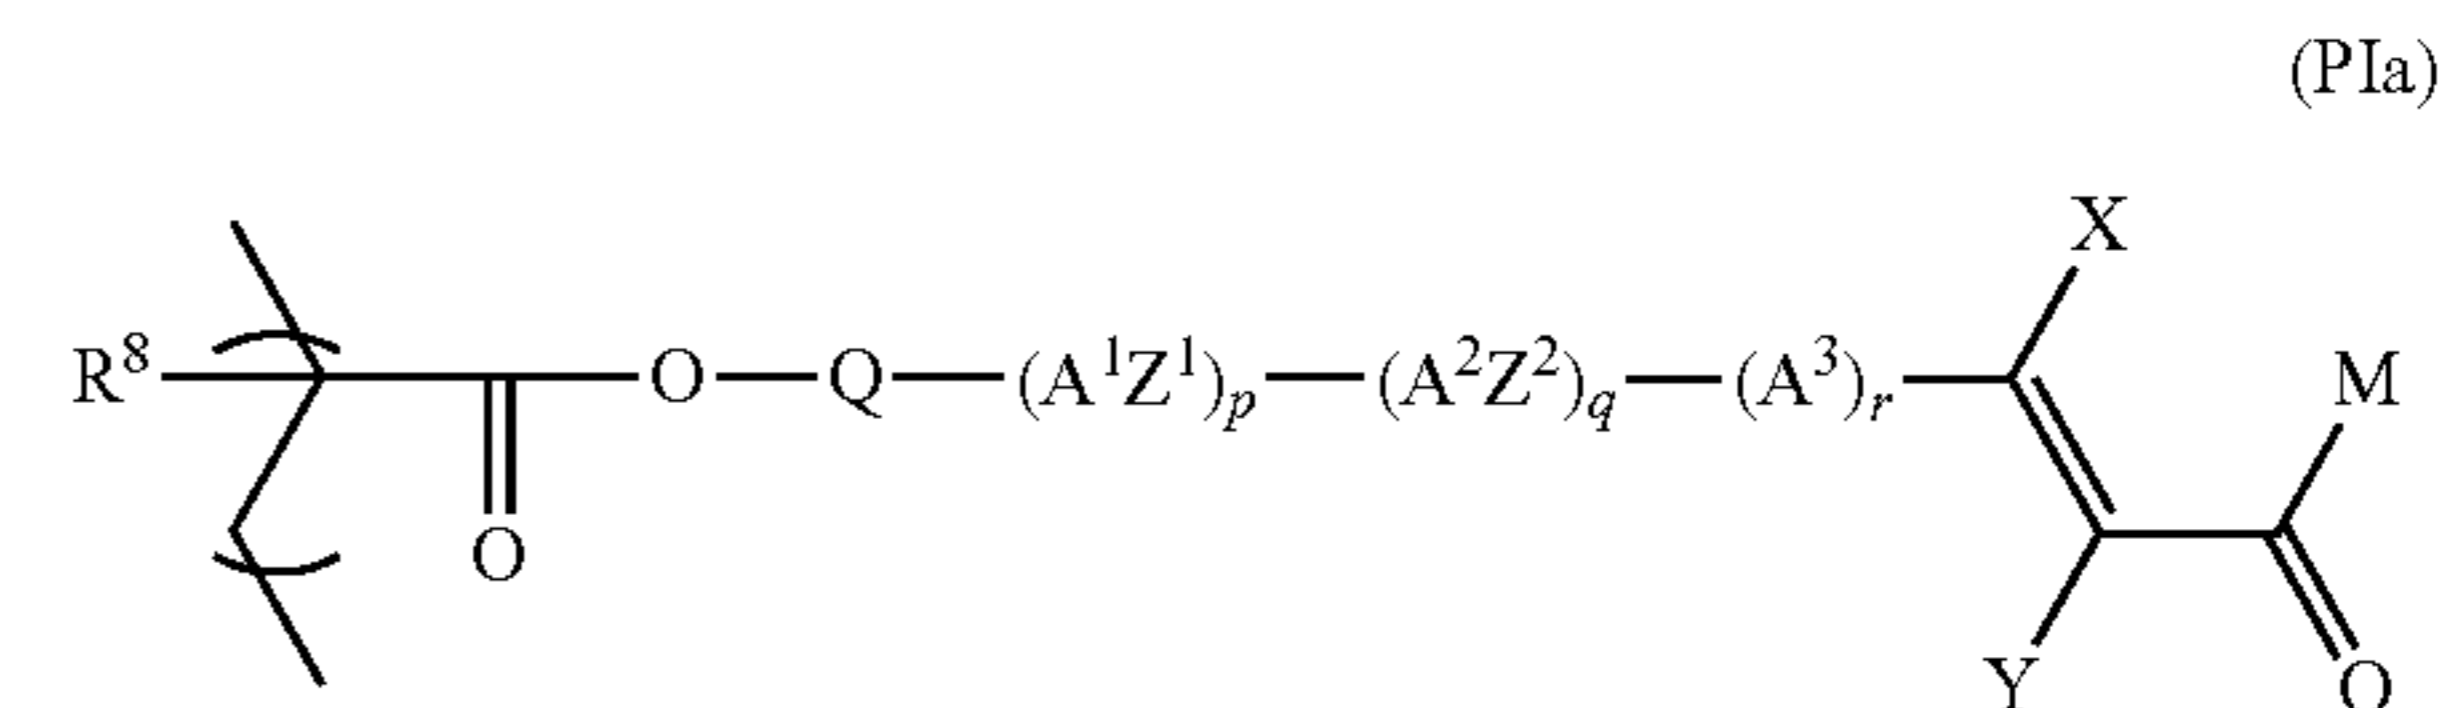 (PIa)
X
R⁸ O Q (A¹Z¹)ₚ (A²Z²)q (A³)ᵣ M
O
Y O